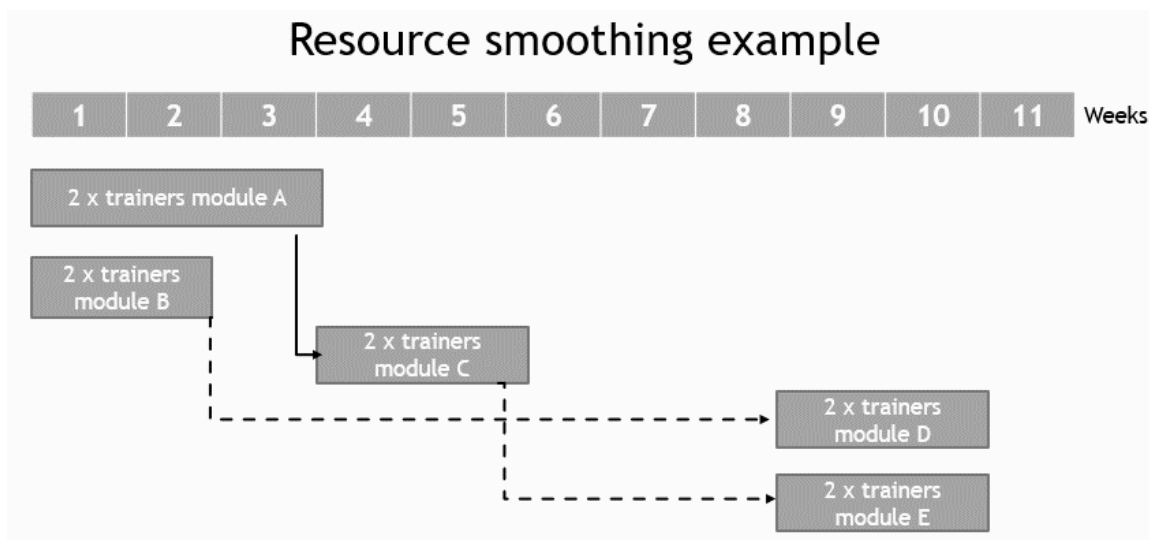 Resource smoothing example
1 2 3 4 5 6 7 8 9 10 11 Weeks
2 x trainers module A
2 x trainers
module B
2 x trainers
module C
2 x trainers
module D
2 x trainers
module E